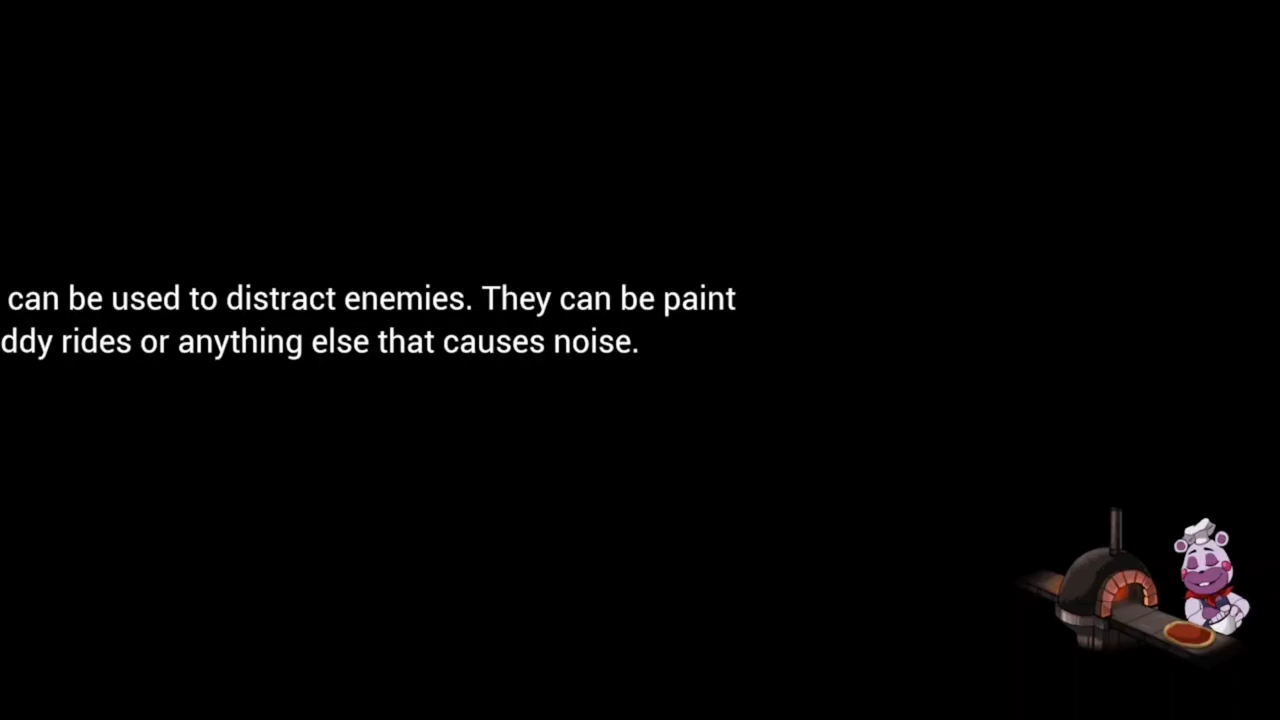 can be used to distract enemies. They can be paint
ddy rides or anything else that causes noise.